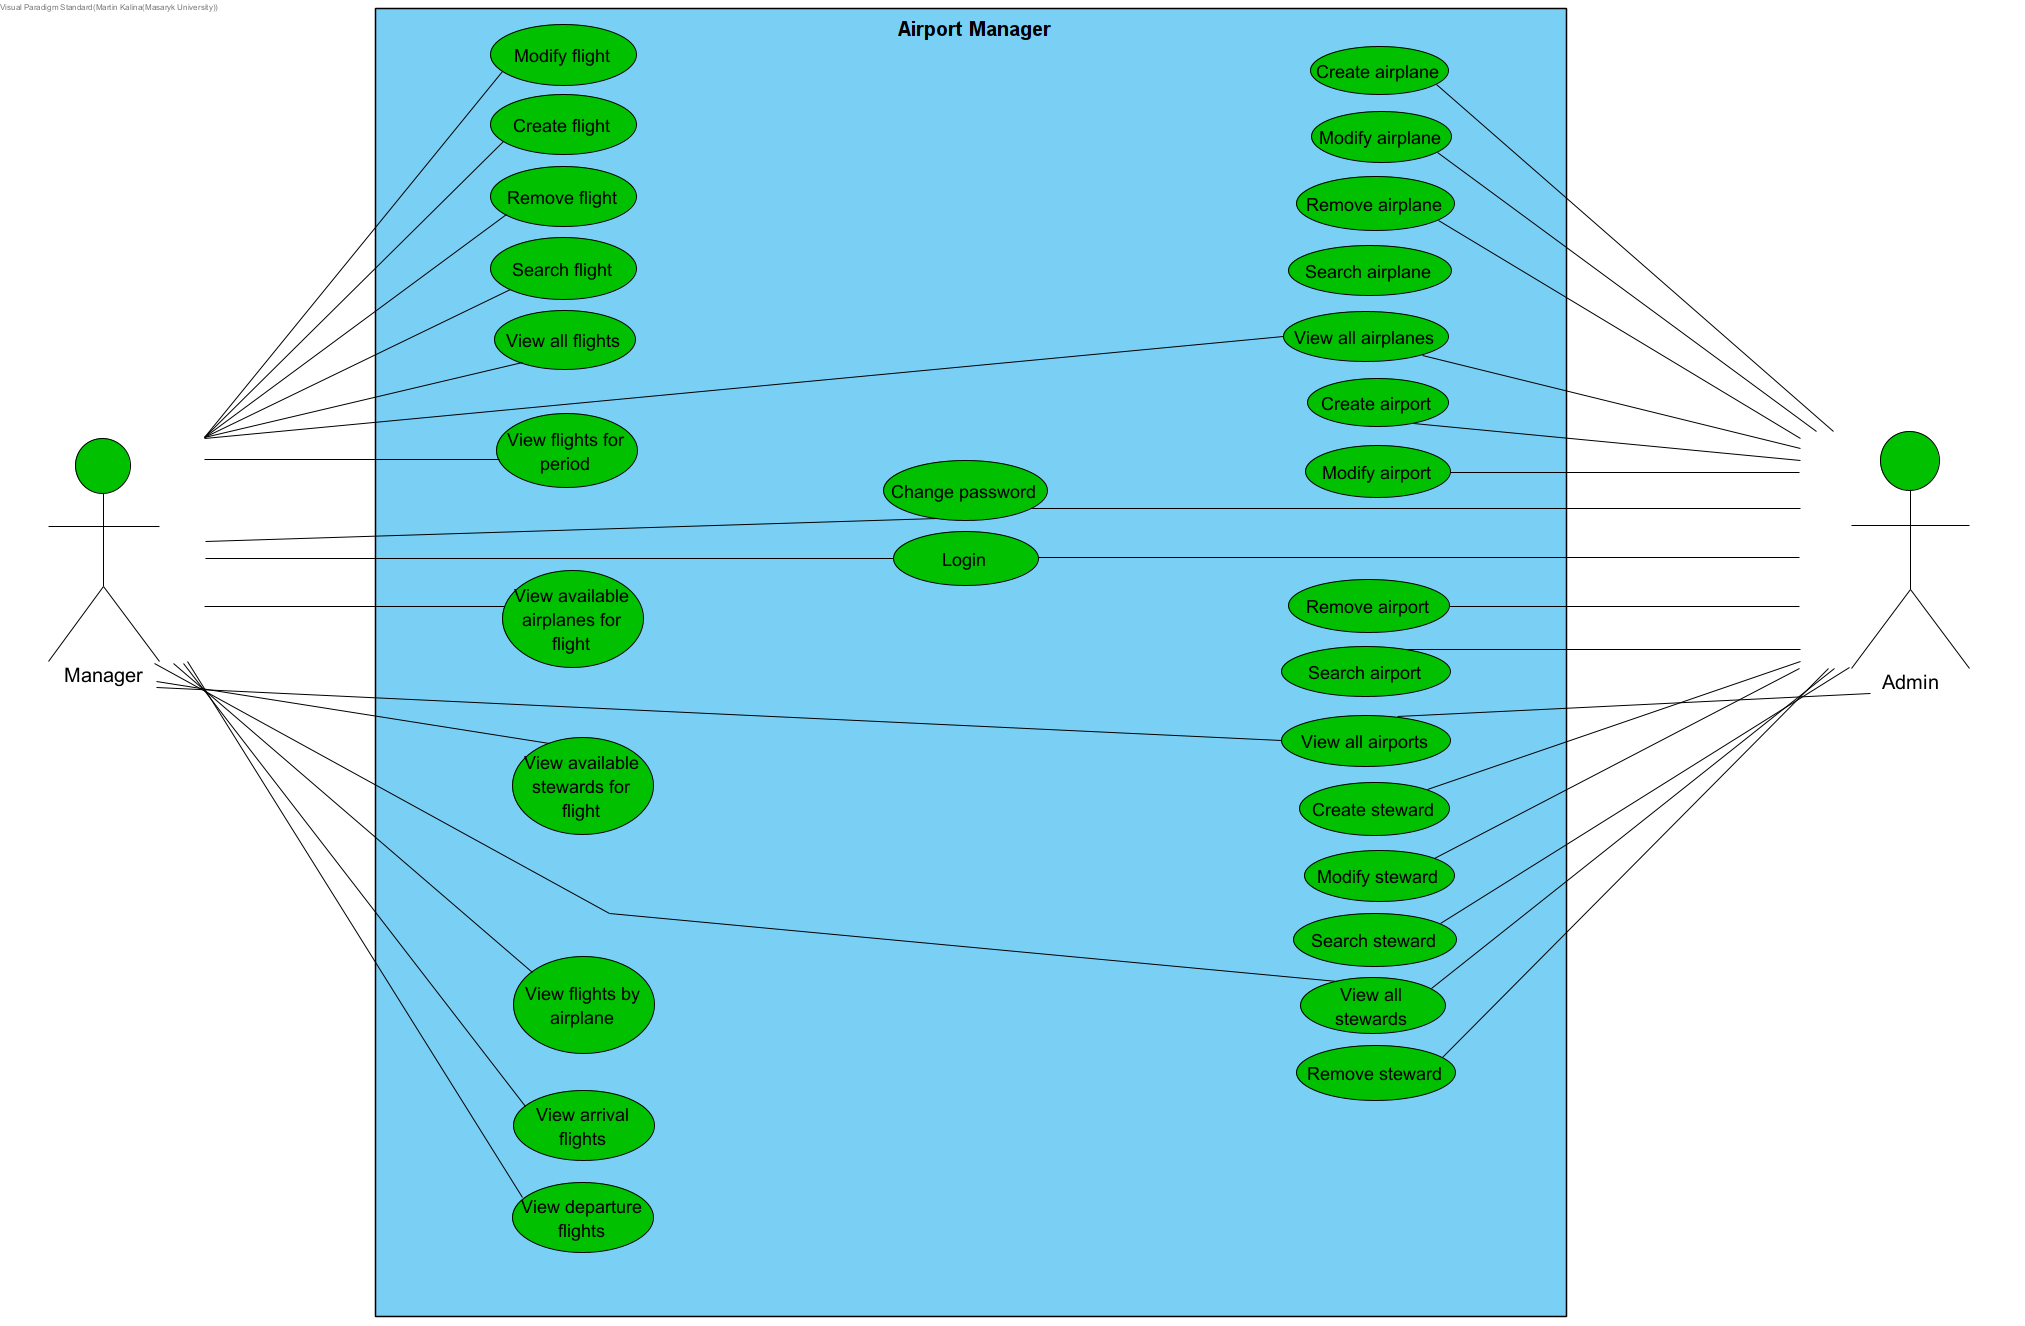 Visual Paradigm Standard(Martin Kalina(Masaryk University))
Airport Manager
Modify flight
Create flight
Remove flight
Search flight
View all flights
View flights for
period
View available
airplanes for
flight
View available
stewards for
flight
View flights by
airplane
View arrival
flights
View departure
flights
Change password
Login
Create airplane
Modify airplane
Remove airplane
Search airplane
View all airplanes
Create airport
Modify airport
Remove airport
Search airport
View all airports
Create steward
Modify steward
Search steward
View all
stewards
Remove steward
Manager
Admin